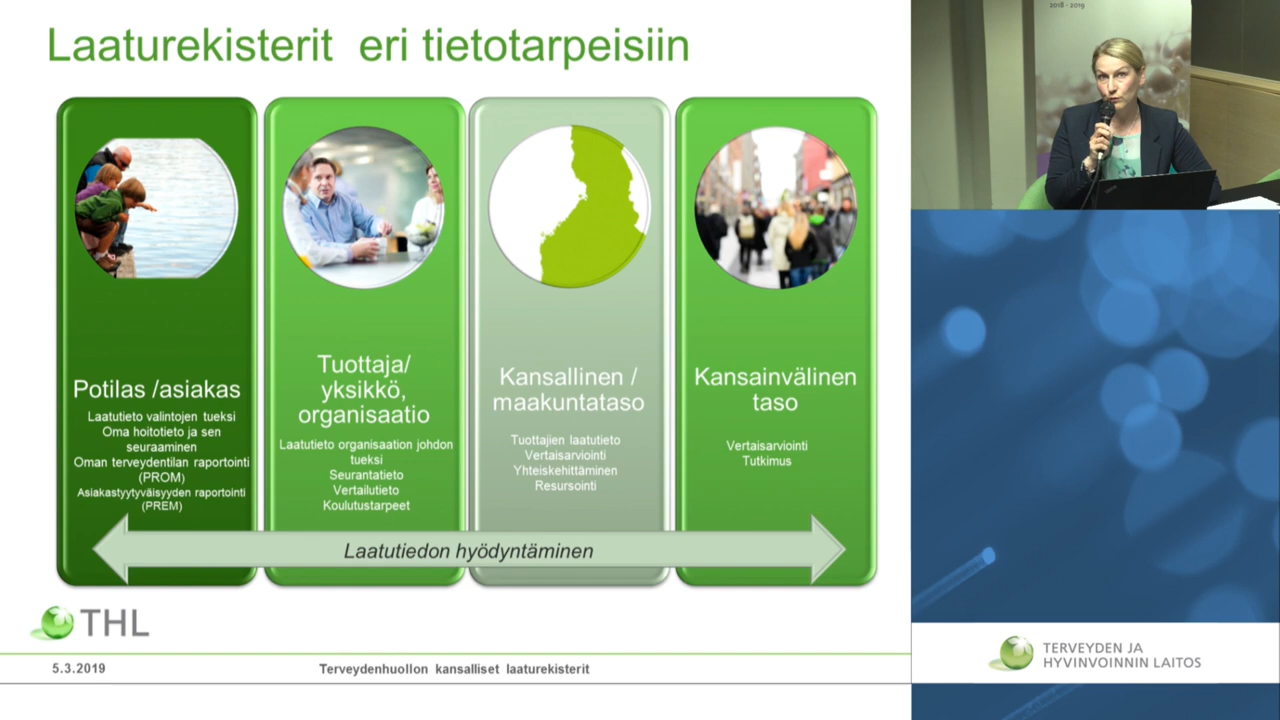 Laaturekisterit eri tietotarpeisiin
Potilas /asiakas
Laatutieto valintojen tueksi
Oma hoitotieto ja sen
seuraaminen
Oman terveydentilan raportointi
(PROM)
Asiakastyytyväisyyden raportointi
(PREM)
Tuottaja/
yksikkö,
organisaatio
Laatutieto organisaation johdon
tueksi
Seurantatieto
Vertailutieto
Koulutustarpeet
Kansallinen /
maakuntataso
Tuottajien laatutieto
Vertaisarviointi
Yhteiskehittäminen
Resursointi
Kansainvälinen
taso
Vertaisarviointi
Tutkimus
Laatutiedon hyödyntäminen
THL
5.3.2019
Terveydenhuollon kansalliset laaturekisterit
2018 - 2019
TERVEYDEN JA
HYVINVOINNIN LAITOS